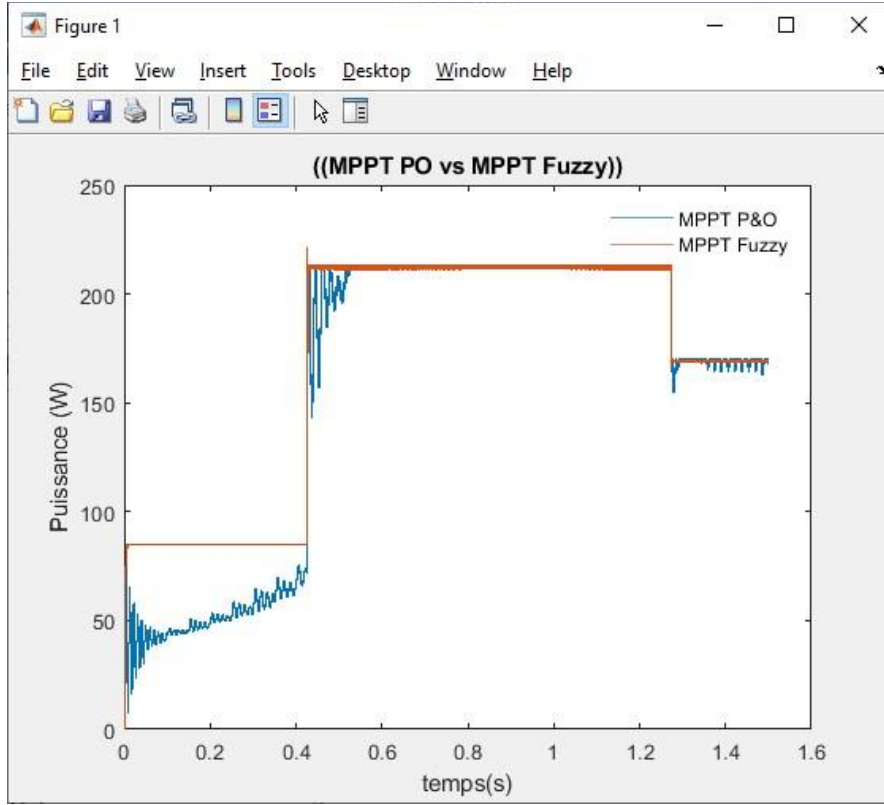 Figure 1
File Edit View Insert Tools Desktop Window Help
((MPPT PO vs MPPT Fuzzy))
MPPT P&O
MPPT Fuzzy
250
200
150
100
50
0
Puissance (W)
0 0.2 0.4 0.6 0.8 1 1.2 1.4 1.6
temps(s)